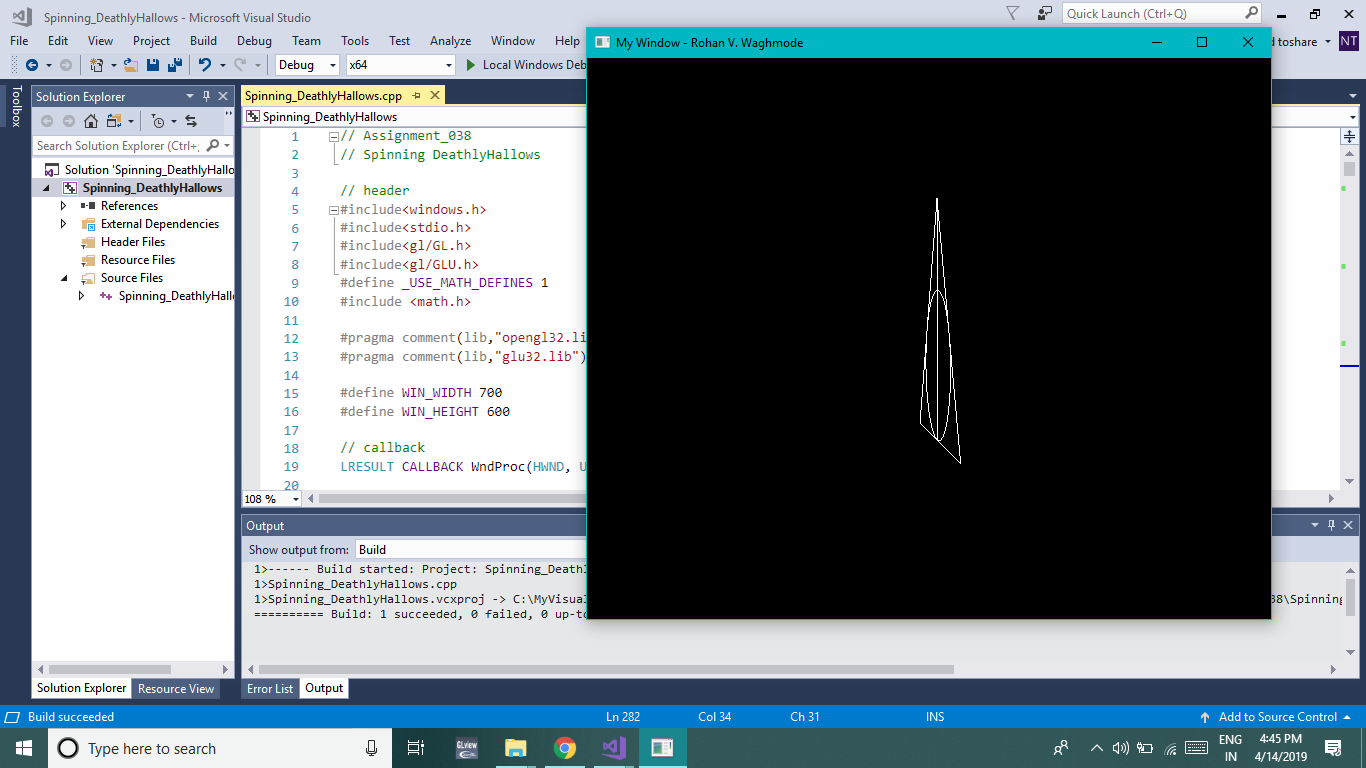 Spinning_DeathlyHallows - Microsoft Visual Studio
Quick Launch (Ctrl+Q)
File Edit View Project Build Debug Team Tools Test Analyze Window Help
d toshare
NT
Debug x64 Local Windows Deb
Toolbox
Solution Explorer
Search Solution Explorer (Ctrl+;
Solution 'Spinning_DeathlyHallo
Spinning_DeathlyHallows
References
External Dependencies
Header Files
Resource Files
Source Files
Spinning_DeathlyHall
Solution Explorer Resource View
Spinning_DeathlyHallows.cpp
Spinning_DeathlyHallows
1 // Assignment_038
2 // Spinning DeathlyHallows
3
4 // header
5 #include<windows.h>
6 #include<stdio.h>
7 #include<gl/GL.h>
8 #include<gl/GLU.h>
9 #define _USE_MATH_DEFINES 1
10 #include <math.h>
11
12 #pragma comment(lib,"opengl32.li
13 #pragma comment(lib,"glu32.lib")
14
15 #define WIN_WIDTH 700
16 #define WIN_HEIGHT 600
17
18 // callback
19 LRESULT CALLBACK WndProc(HWND, U
20
108 %
My Window - Rohan V. Waghmode
Output
Show output from: Build
1>------ Build started: Project: Spinning_Deathl
1>Spinning_DeathlyHallows.cpp
1>Spinning_DeathlyHallows.vcxproj -> C:\MyVisual 38\Spinning
========== Build: 1 succeeded, 0 failed, 0 up-to
Error List Output
Build succeeded Ln 282 Col 34 Ch 31 INS Add to Source Control
Type here to search
GLview
ENG
IN
4:45 PM
4/14/2019